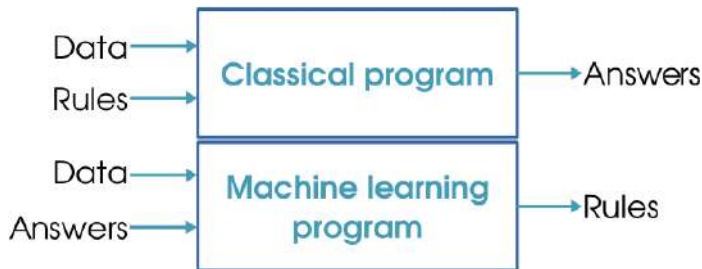 Data
Rules
Classical program
Answers
Data
Answers
Machine learning
program
Rules